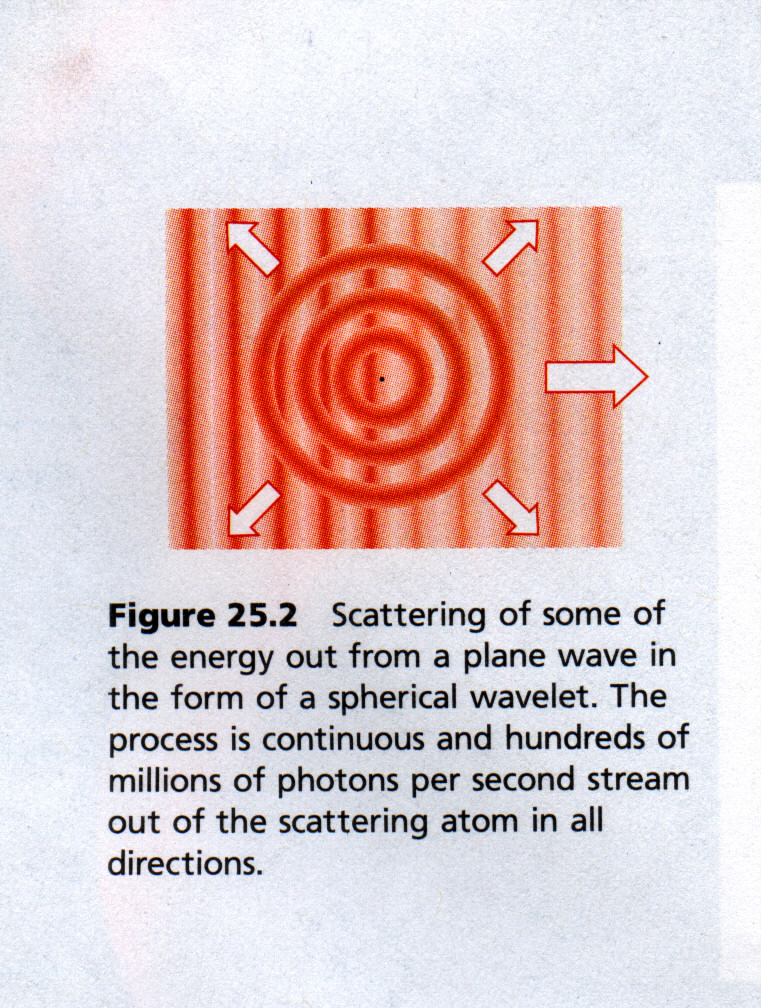 Figure 25.2 Scattering of some of
the energy out from a plane wave in
the form of a spherical wavelet. The
process is continuous and hundreds of
millions of photons per second stream
out of the scattering atom in all
directions.